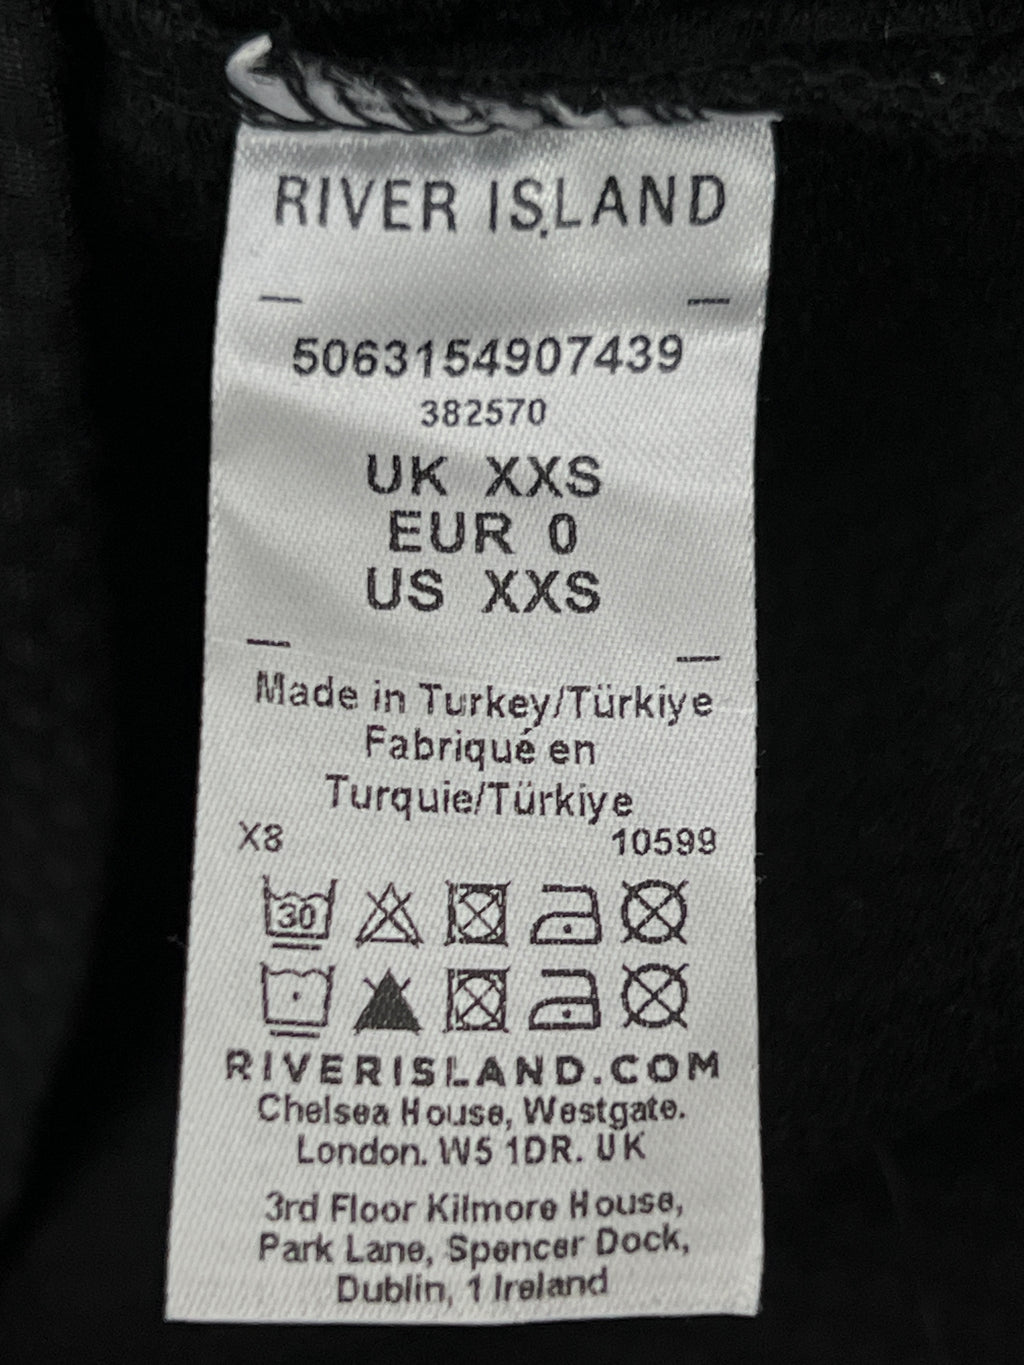 RIVER ISLAND
5063154907439
382570
UK XXS
EUR 0
US XXS
Made in Turkey/Türkiye
Fabriqué en
Turquie/Türkiye
X8 10599
30
RIVERISLAND.COM
Chelsea House, Westgate.
London. W5 1DR. UK
3rd Floor Kilmore House,
Park Lane, Spencer Dock,
Dublin, 1 Ireland